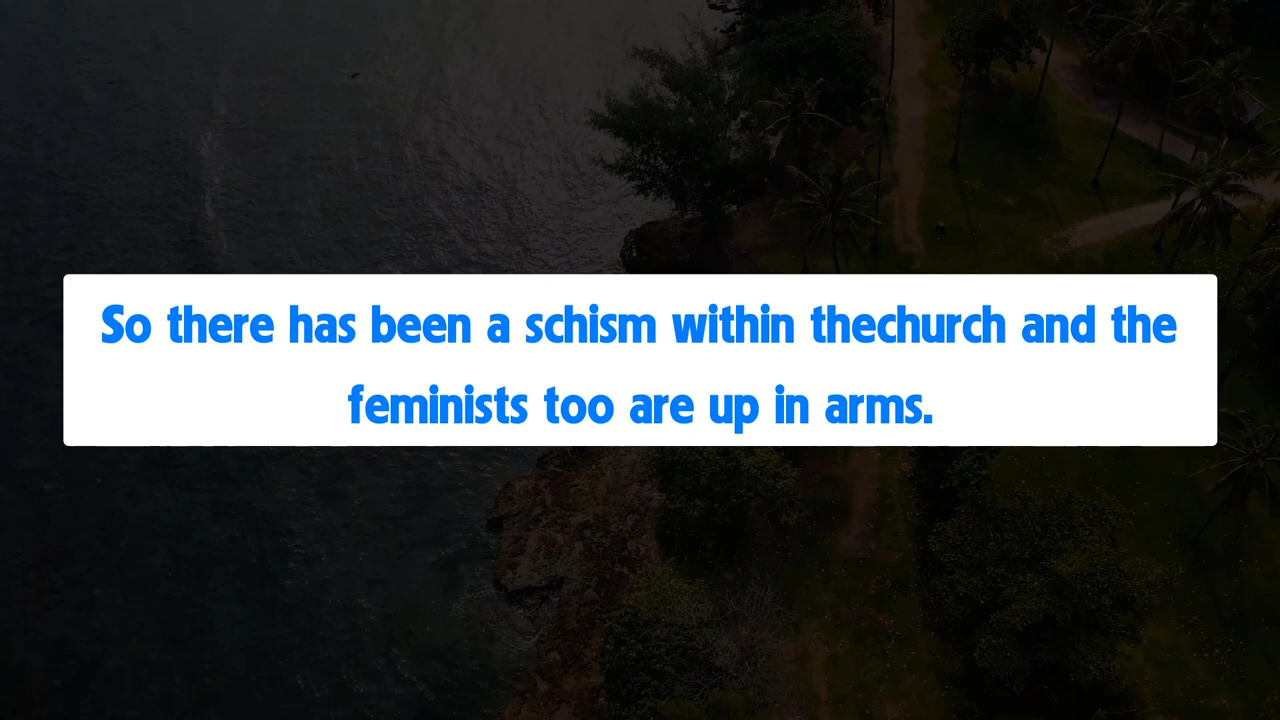 So there has been a schism within thechurch and the
feminists too are up in arms.